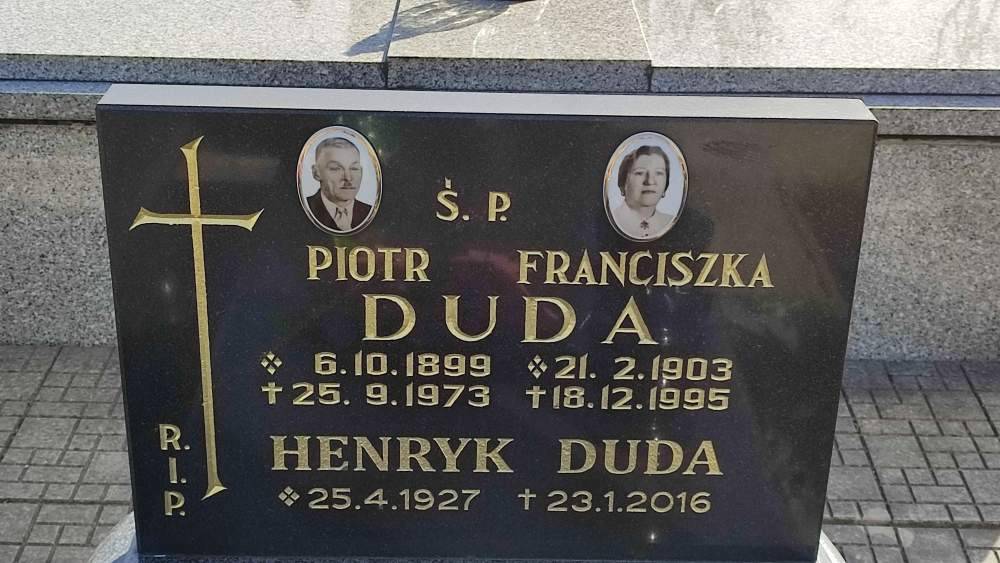 Ś. P.
PIOTR FRANCISZKA
DUDA
❖ 6.10.1899 ❖ 21. 2.1903
† 25. 9.1973 † 18.12.1995
HENRYK DUDA
❖ 25.4.1927 † 23.1.2016
R.
I.
P.